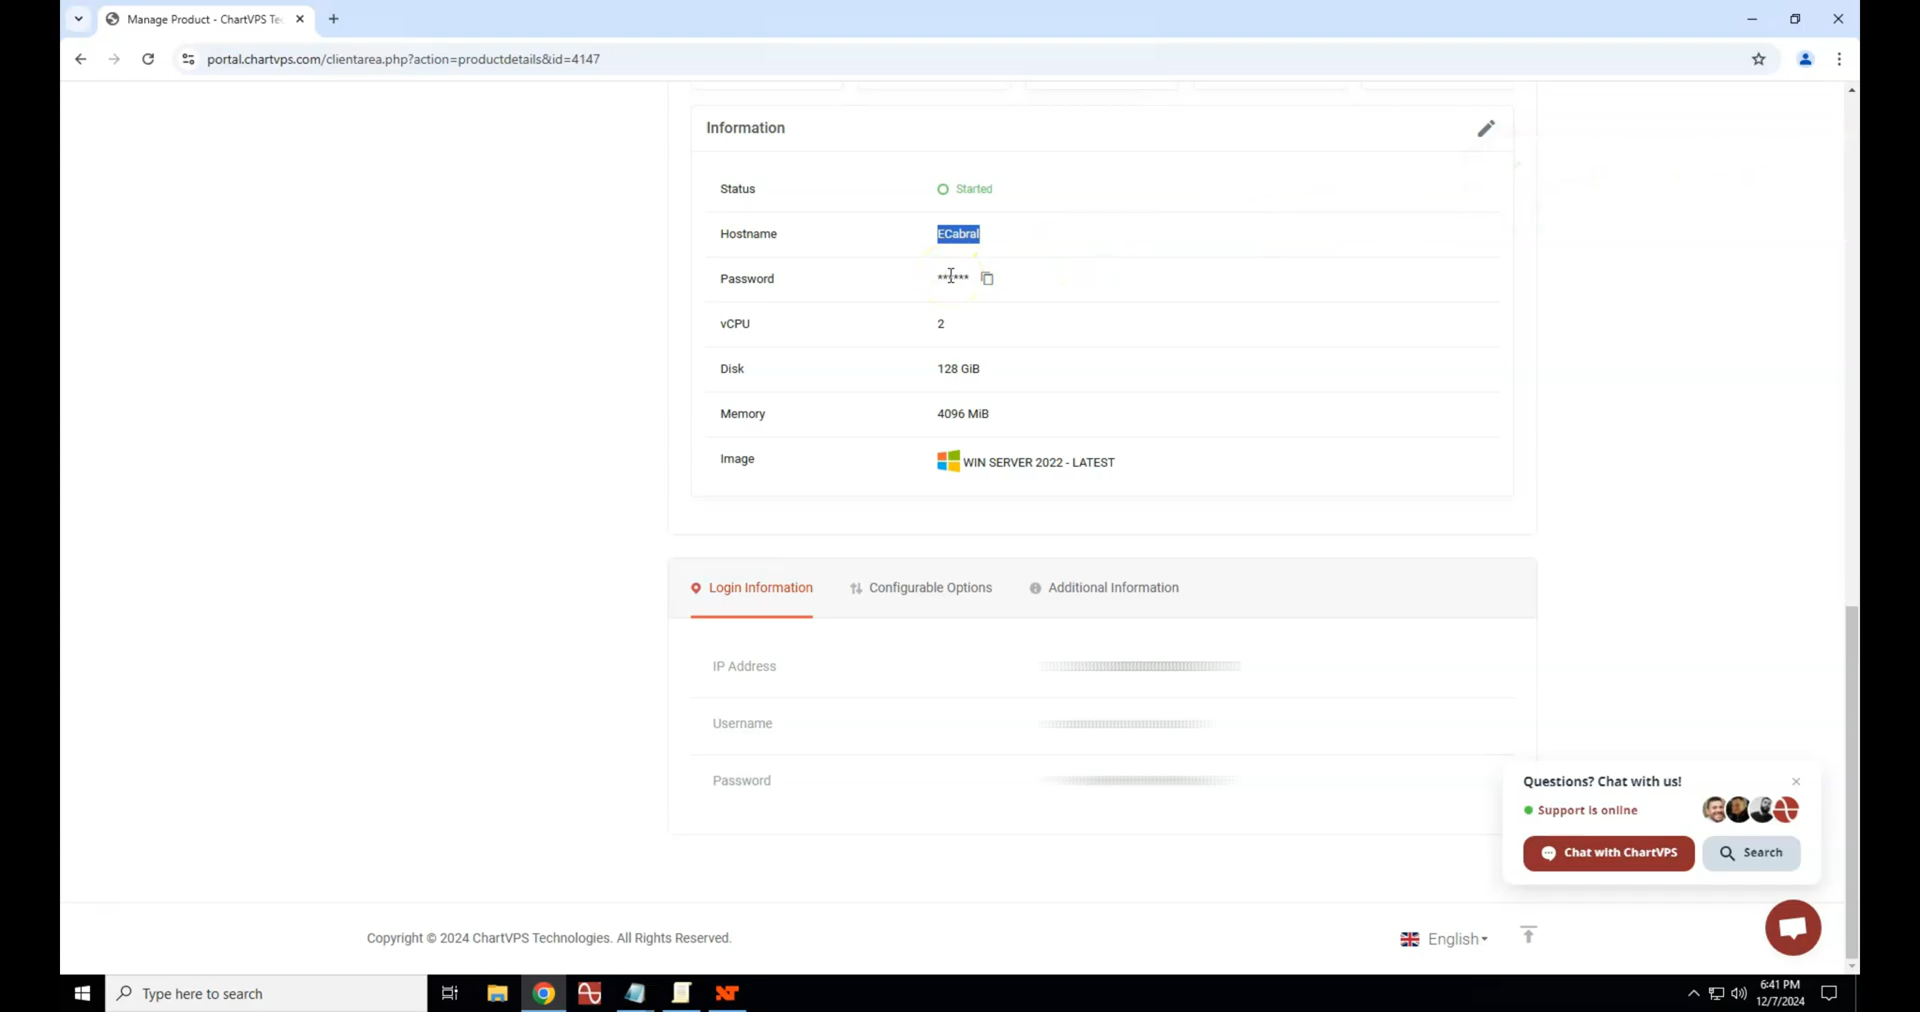 Manage Product - ChartVPS Te
portal.chartvps.com/clientarea.php?action=productdetails&id=4147
Information
Status Started
Hostname ECabral
Password ******
vCPU 2
Disk 128 GiB
Memory 4096 MiB
Image WIN SERVER 2022 - LATEST
Login Information Configurable Options Additional Information
IP Address
Username
Password
Questions? Chat with us!
Support is online
Chat with ChartVPS Search
Copyright © 2024 ChartVPS Technologies. All Rights Reserved.
English
Type here to search
6:41 PM
12/7/2024